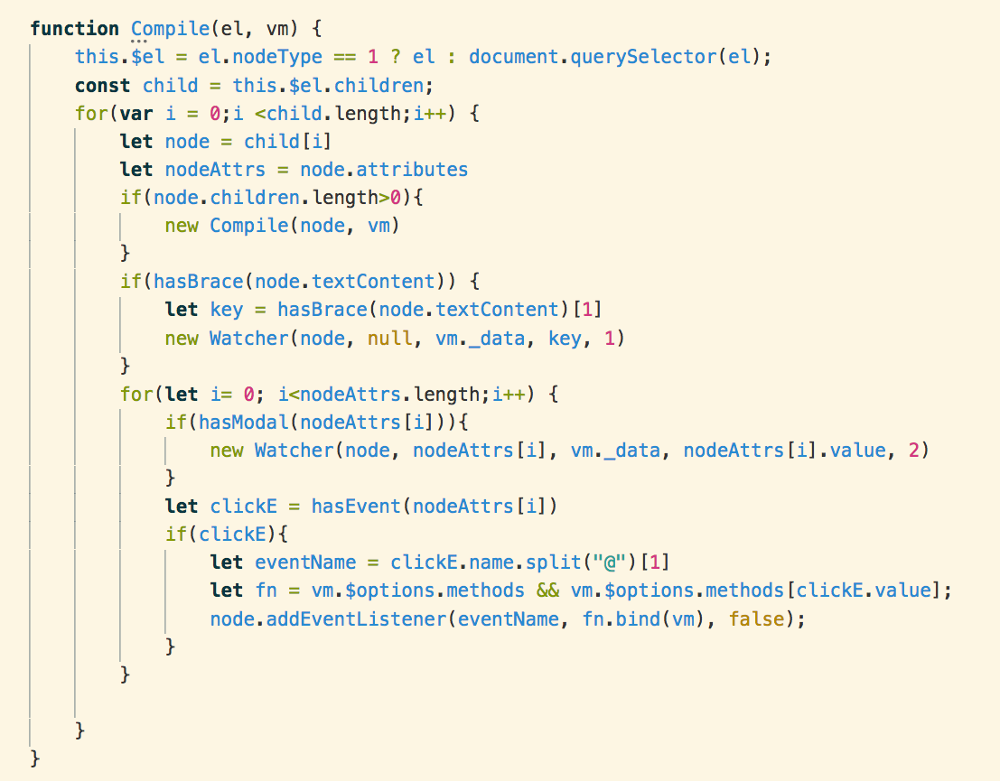 function Compile(el, vm) {
    this.$el = el.nodeType == 1 ? el : document.querySelector(el);
    const child = this.$el.children;
    for(var i = 0;i <child.length;i++) {
        let node = child[i]
        let nodeAttrs = node.attributes
        if(node.children.length>0){
            new Compile(node, vm)
        }
        if(hasBrace(node.textContent)) {
            let key = hasBrace(node.textContent)[1]
            new Watcher(node, null, vm._data, key, 1)
        }
        for(let i= 0; i<nodeAttrs.length;i++) {
            if(hasModal(nodeAttrs[i])){
                new Watcher(node, nodeAttrs[i], vm._data, nodeAttrs[i].value, 2)
            }
            let clickE = hasEvent(nodeAttrs[i])
            if(clickE){
                let eventName = clickE.name.split("@")[1]
                let fn = vm.$options.methods && vm.$options.methods[clickE.value];
                node.addEventListener(eventName, fn.bind(vm), false);
            }
        }
    }
}